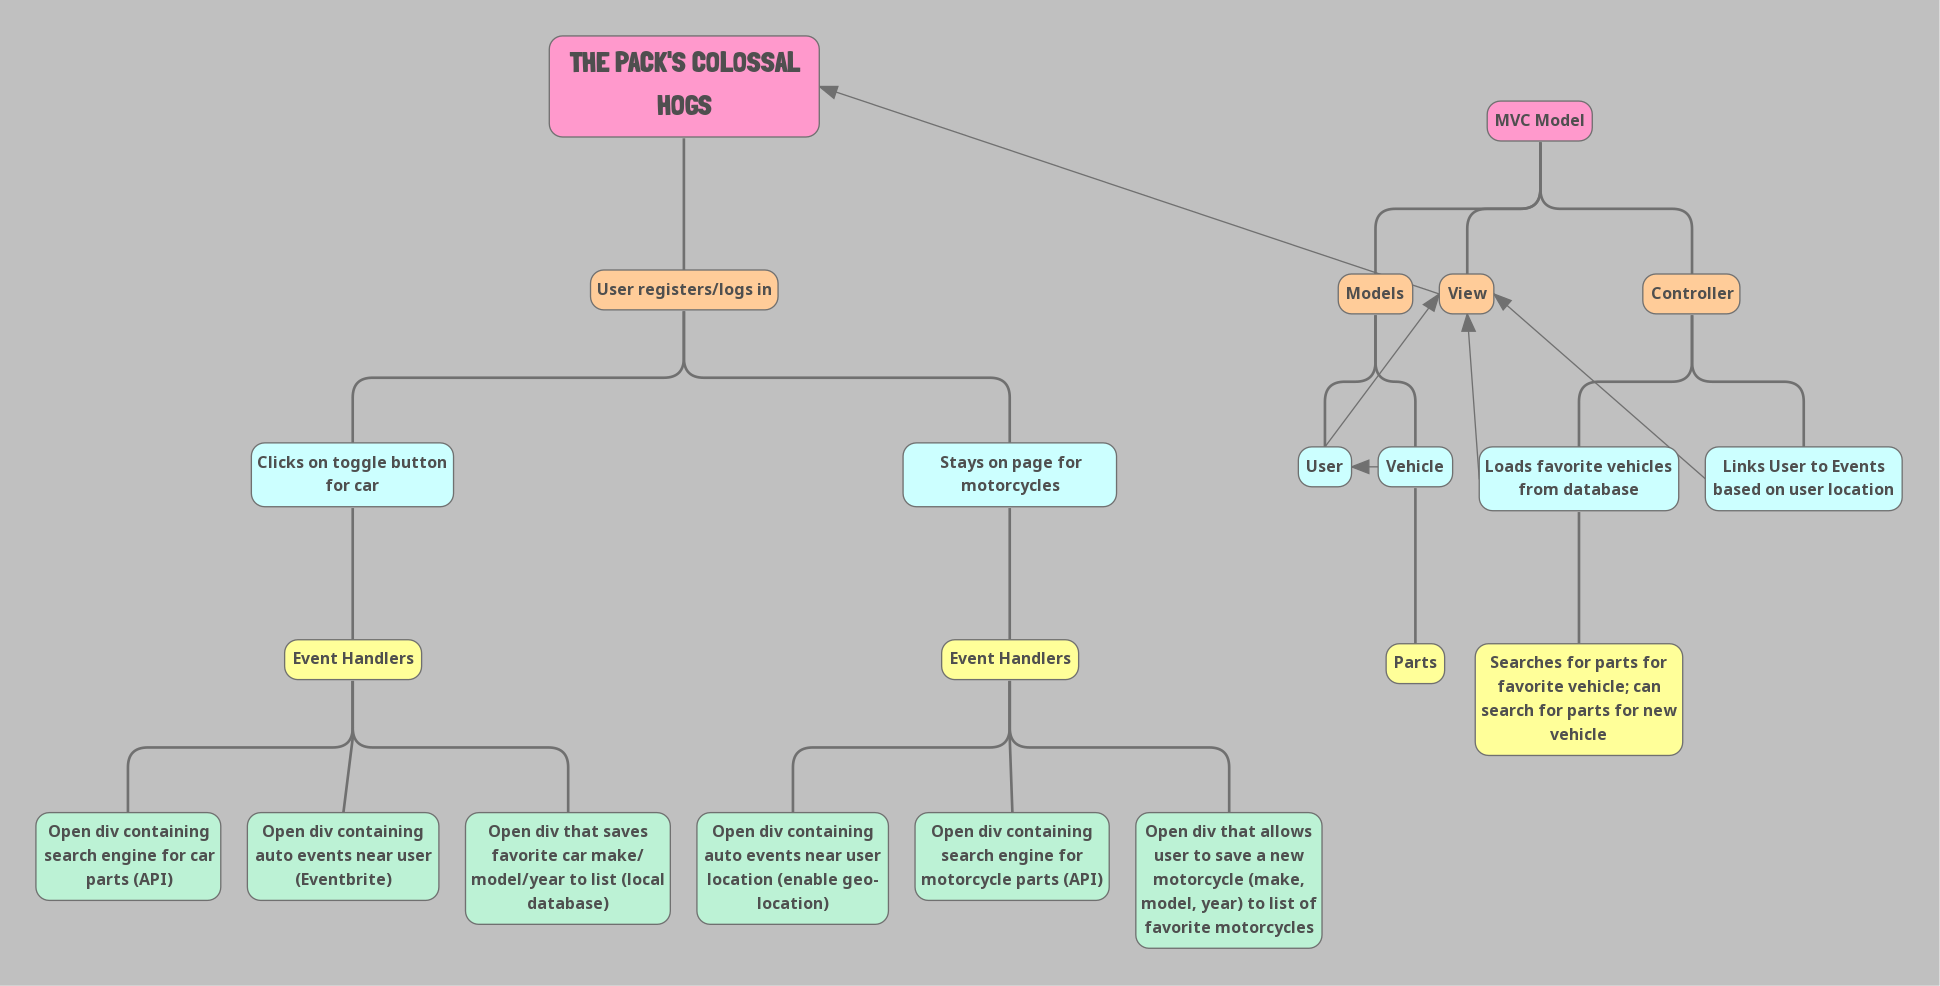 THE PACK'S COLOSSAL
HOGS
MVC Model
User registers/logs in
Models
View
Controller
Clicks on toggle button
for car
Stays on page for
motorcycles
User
Vehicle
Loads favorite vehicles
from database
Links User to Events
based on user location
Event Handlers
Event Handlers
Parts
Searches for parts for
favorite vehicle; can
search for parts for new
vehicle
Open div containing
search engine for car
parts (API)
Open div containing
auto events near user
(Eventbrite)
Open div that saves
favorite car make/
model/year to list (local
database)
Open div containing
auto events near user
location (enable geo-
location)
Open div containing
search engine for
motorcycle parts (API)
Open div that allows
user to save a new
motorcycle (make,
model, year) to list of
favorite motorcycles